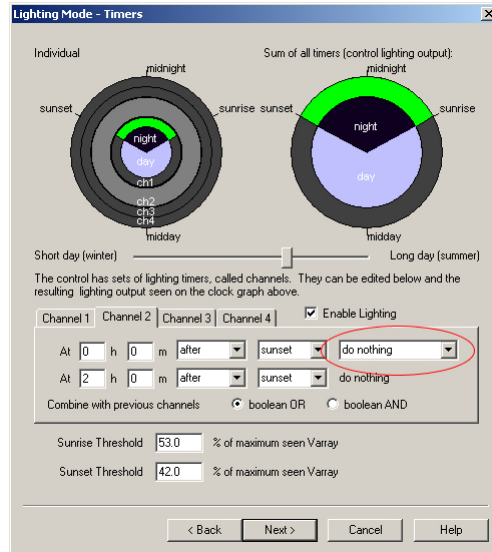 Lighting Mode - Timers
Individual
Sum of all timers (control lighting output):
midnight
midnight
sunset
sunrise
sunset
sunrise
night
night
day
day
ch1
ch2
ch3
ch4
midday
midday
Short day (winter)
Long day (summer)
The control has sets of lighting timers, called channels. They can be edited below and the
resulting lighting output seen on the clock graph above.
Channel 1 Channel 2 Channel 3 Channel 4 Enable Lighting
At 0 h 0 m after sunset do nothing
At 2 h 0 m after sunset do nothing
Combine with previous channels boolean OR boolean AND
Sunrise Threshold 53.0 % of maximum seen Varray
Sunset Threshold 42.0 % of maximum seen Varray
< Back Next > Cancel Help